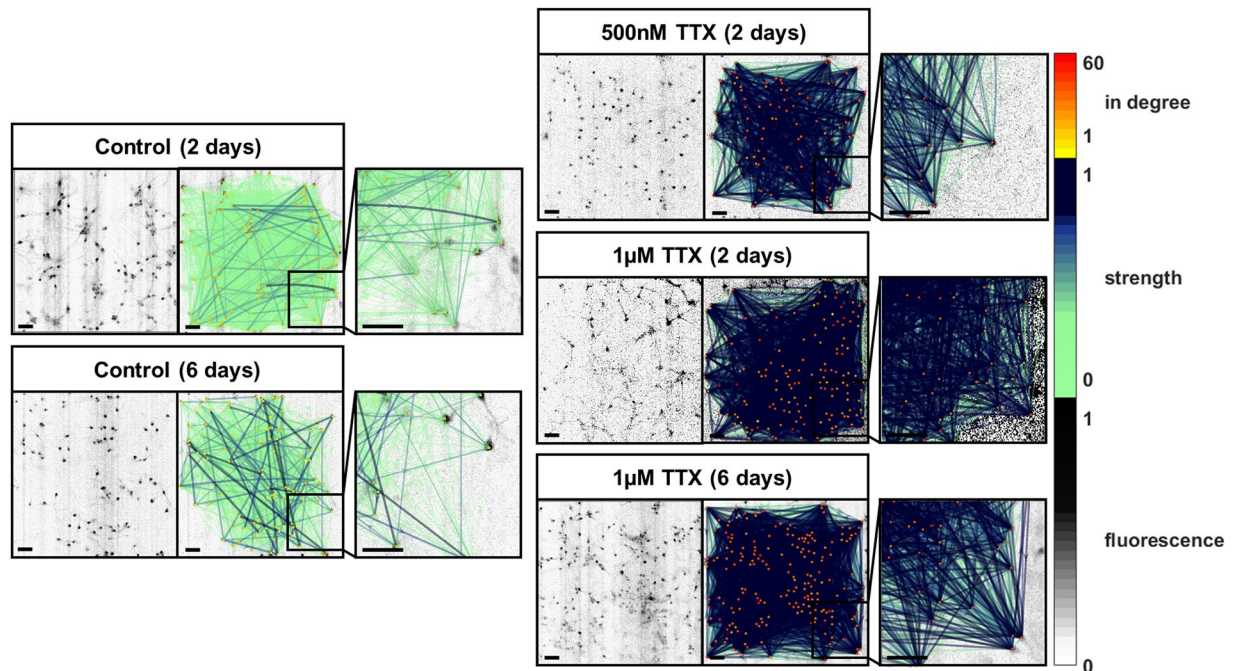 Control (2 days)
Control (6 days)
500nM TTX (2 days)
1µM TTX (2 days)
1µM TTX (6 days)
60
in degree
1
1
strength
0
1
fluorescence
0